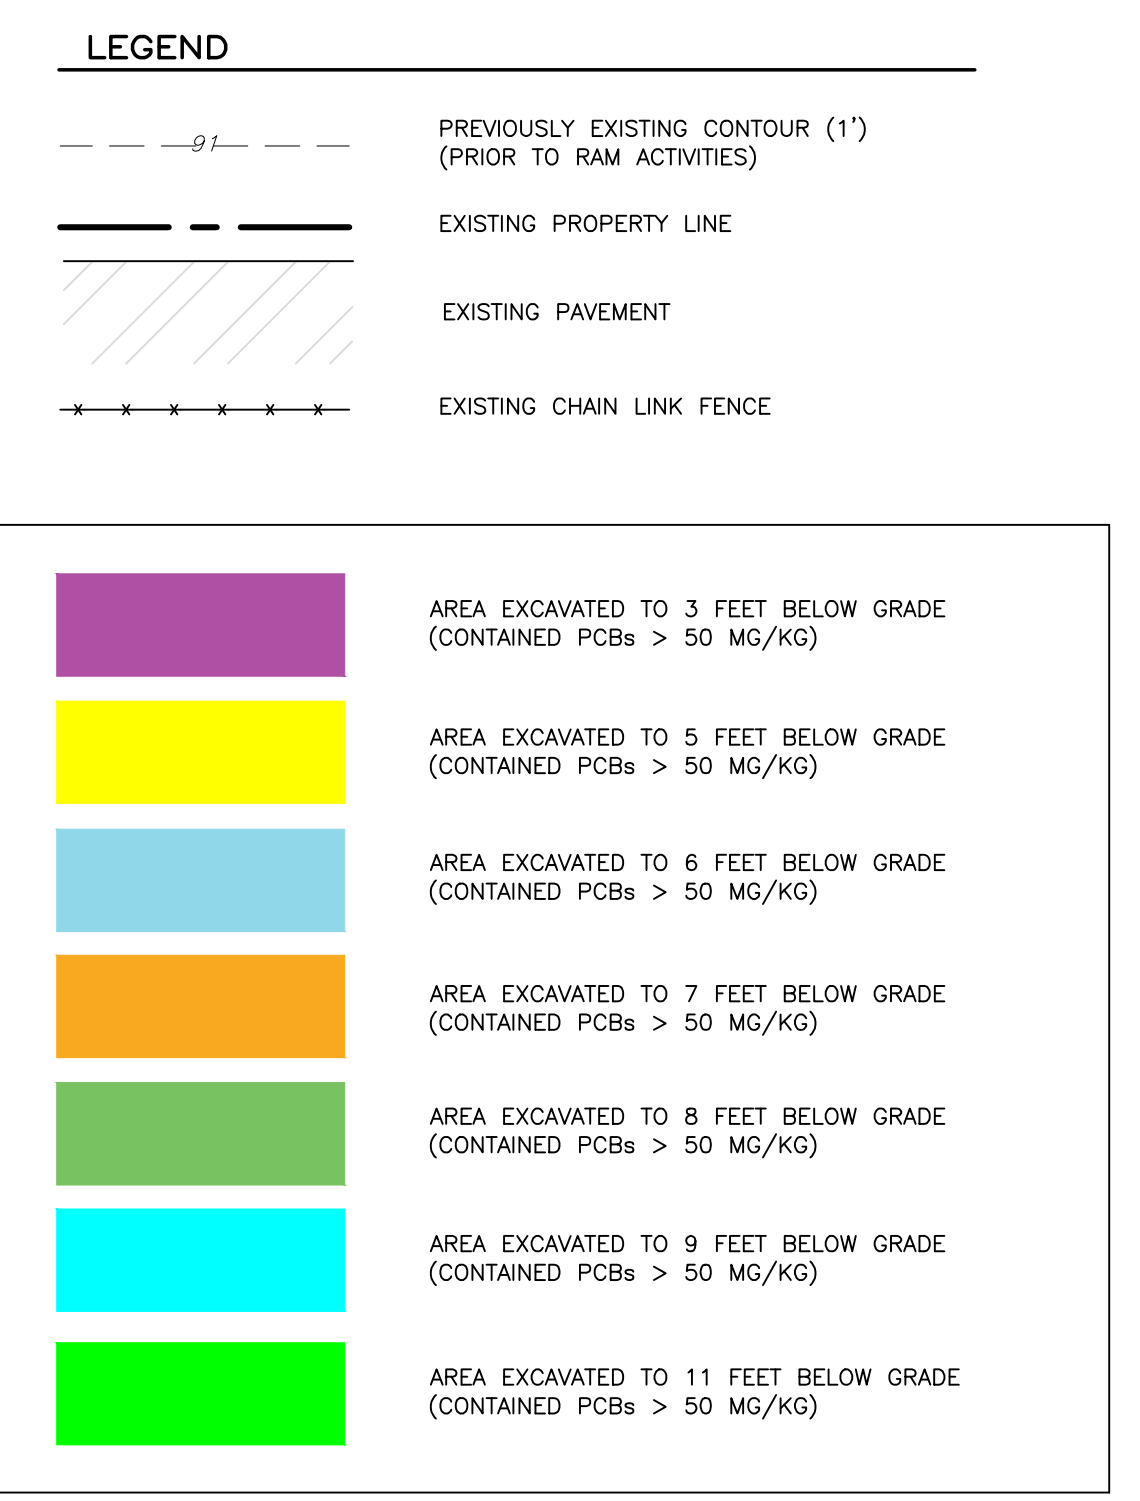 LEGEND
91
PREVIOUSLY EXISTING CONTOUR (1')
(PRIOR TO RAM ACTIVITIES)
EXISTING PROPERTY LINE
EXISTING PAVEMENT
EXISTING CHAIN LINK FENCE
AREA EXCAVATED TO 3 FEET BELOW GRADE
(CONTAINED PCBs > 50 MG/KG)
AREA EXCAVATED TO 5 FEET BELOW GRADE
(CONTAINED PCBs > 50 MG/KG)
AREA EXCAVATED TO 6 FEET BELOW GRADE
(CONTAINED PCBs > 50 MG/KG)
AREA EXCAVATED TO 7 FEET BELOW GRADE
(CONTAINED PCBs > 50 MG/KG)
AREA EXCAVATED TO 8 FEET BELOW GRADE
(CONTAINED PCBs > 50 MG/KG)
AREA EXCAVATED TO 9 FEET BELOW GRADE
(CONTAINED PCBs > 50 MG/KG)
AREA EXCAVATED TO 11 FEET BELOW GRADE
(CONTAINED PCBs > 50 MG/KG)